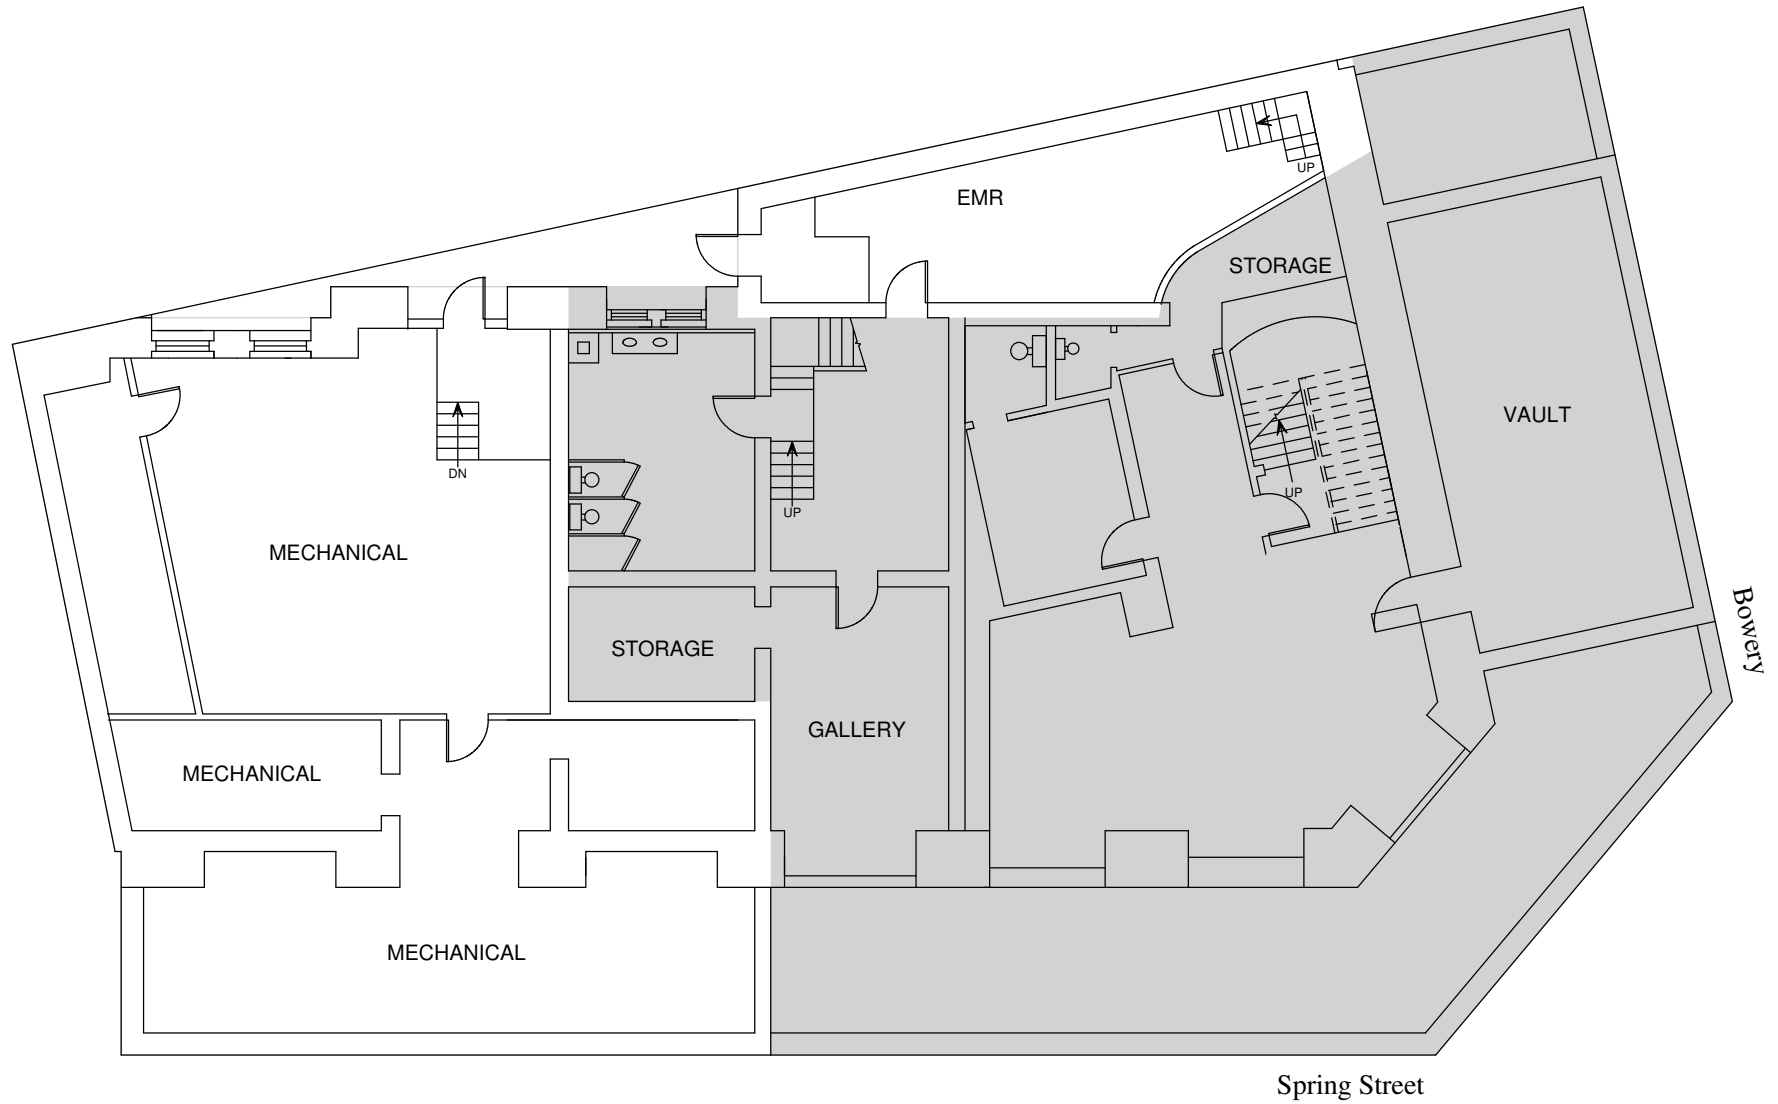 UP
EMR
STORAGE
VAULT
DN
UP
UP
MECHANICAL
Bowery
STORAGE
GALLERY
MECHANICAL
MECHANICAL
Spring Street